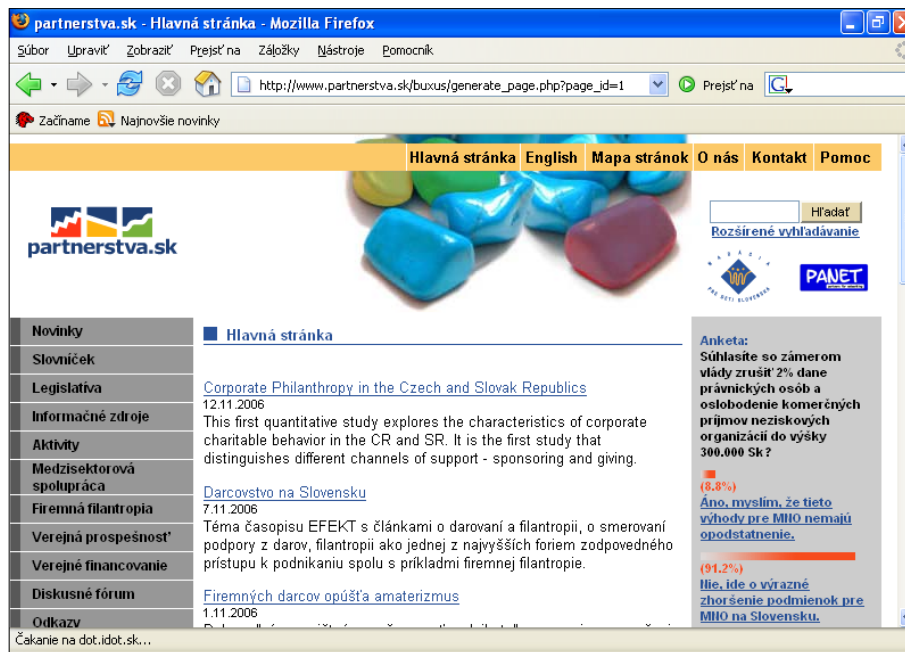 partnerstva.sk - Hlavná stránka - Mozilla Firefox
Súbor Upraviť Zobraziť Prejsť na Záložky Nástroje Pomocník
http://www.partnerstva.sk/buxus/generate_page.php?page_id=1 Prejsť na G
Začíname Najnovšie novinky
Hlavná stránka English Mapa stránok O nás Kontakt Pomoc
partnerstva.sk
Hľadať
Rozšírené vyhľadávanie
NADÁCIA PRE DETI SLOVENSKA
PANET
Novinky
Slovníček
Legislatíva
Informačné zdroje
Aktivity
Medzisektorová
spolupráca
Firemná filantropia
Verejná prospešnosť
Verejné financovanie
Diskusné fórum
Odkazy
Hlavná stránka
Corporate Philanthropy in the Czech and Slovak Republics
12.11.2006
This first quantitative study explores the characteristics of corporate
charitable behavior in the CR and SR. It is the first study that
distinguishes different channels of support - sponsoring and giving.
Darcovstvo na Slovensku
7.11.2006
Téma časopisu EFEKT s článkami o darovaní a filantropii, o smerovaní
podpory z darov, filantropii ako jednej z najvyšších foriem zodpovedného
prístupu k podnikaniu spolu s príkladmi firemnej filantropie.
Firemných darcov opúšťa amaterizmus
1.11.2006
Anketa:
Súhlasíte so zámerom
vlády zrušiť 2% dane
právnických osôb a
oslobodenie komerčných
príjmov neziskových
organizácií do výšky
300.000 Sk?
(8.8%)
Áno, myslím, že tieto
výhody pre MNO nemajú
opodstatnenie.
(91.2%)
Nie, ide o výrazné
zhoršenie podmienok pre
MNO na Slovensku.
Čakanie na dot.idot.sk...